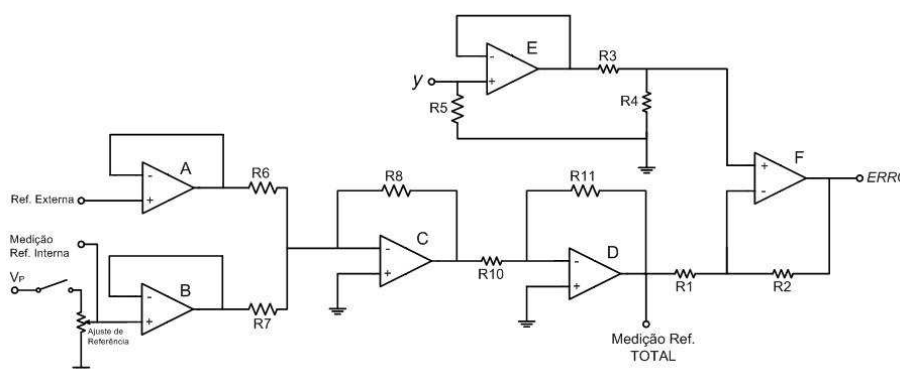 E
y
R3
R5
R4
A
R6
R8
R11
F
ERRO
Ref. Externa
Medição
Ref. Interna
C
D
R10
R1
R2
VP
B
R7
Ajuste de
Referência
Medição Ref.
TOTAL